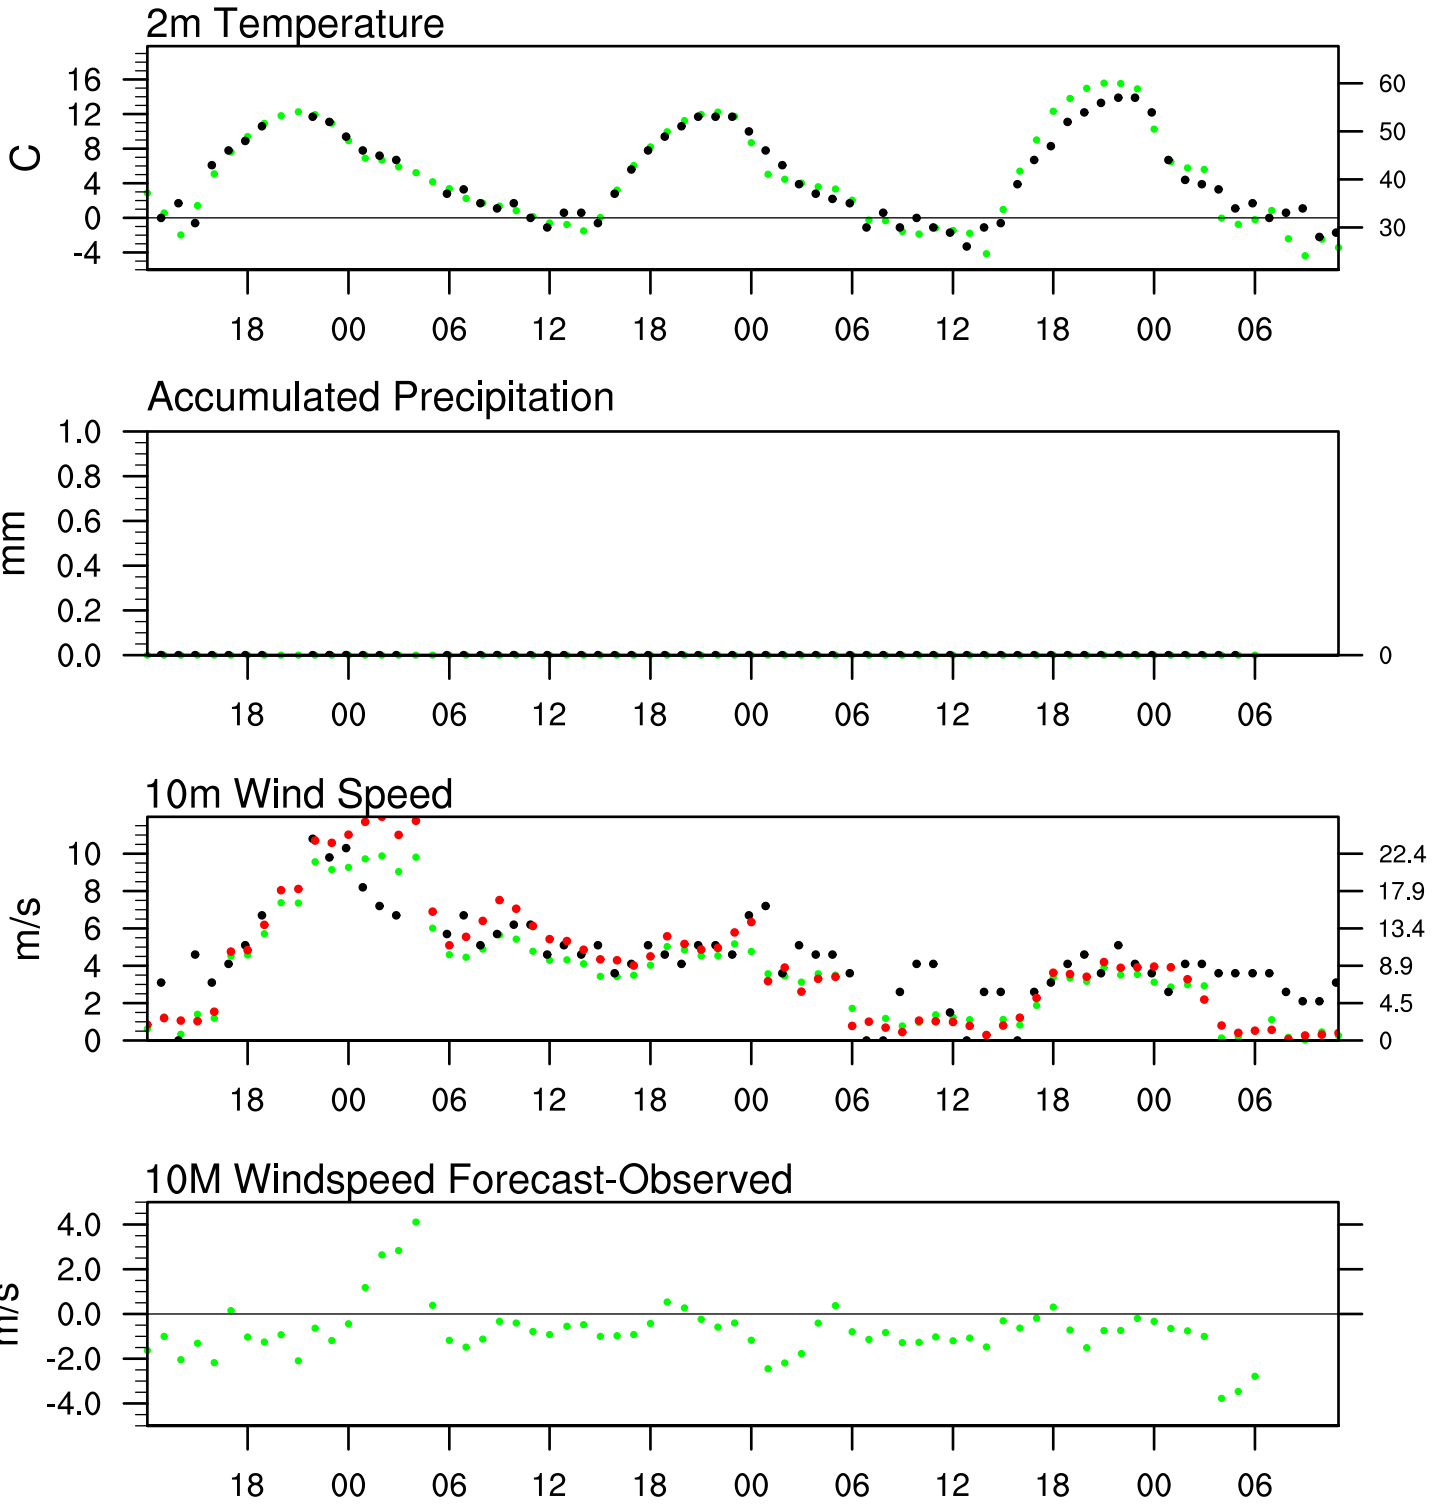 2m Temperature
16
12
8
4
0
-4
C
60
50
40
30
18 00 06 12 18 00 06 12 18 00 06
Accumulated Precipitation
1.0
0.8
0.6
0.4
0.2
0.0
mm
0
18 00 06 12 18 00 06 12 18 00 06
10m Wind Speed
10
8
6
4
2
0
m/s
22.4
17.9
13.4
8.9
4.5
0
18 00 06 12 18 00 06 12 18 00 06
10M Windspeed Forecast-Observed
4.0
2.0
0.0
-2.0
-4.0
m/s
18 00 06 12 18 00 06 12 18 00 06